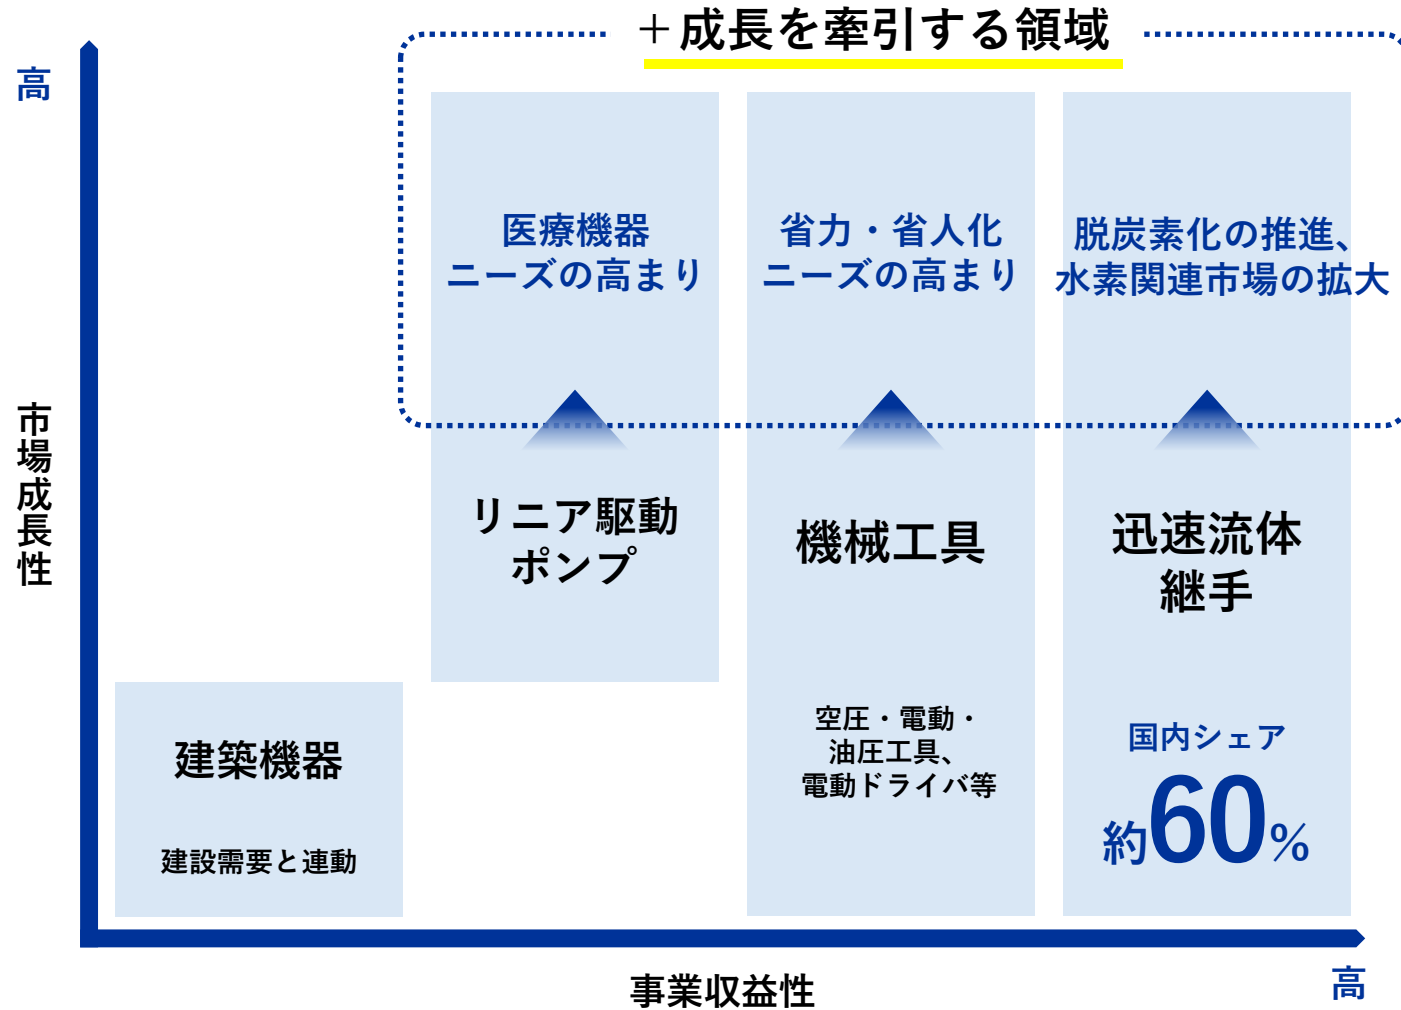 ＋成長を牽引する領域
高
医療機器
ニーズの高まり
省力・省人化
ニーズの高まり
脱炭素化の推進、
水素関連市場の拡大
市場成長性
リニア駆動
ポンプ
機械工具
迅速流体
継手
空圧・電動・
油圧工具、
電動ドライバ等
国内シェア
約60%
建築機器
建設需要と連動
事業収益性
高